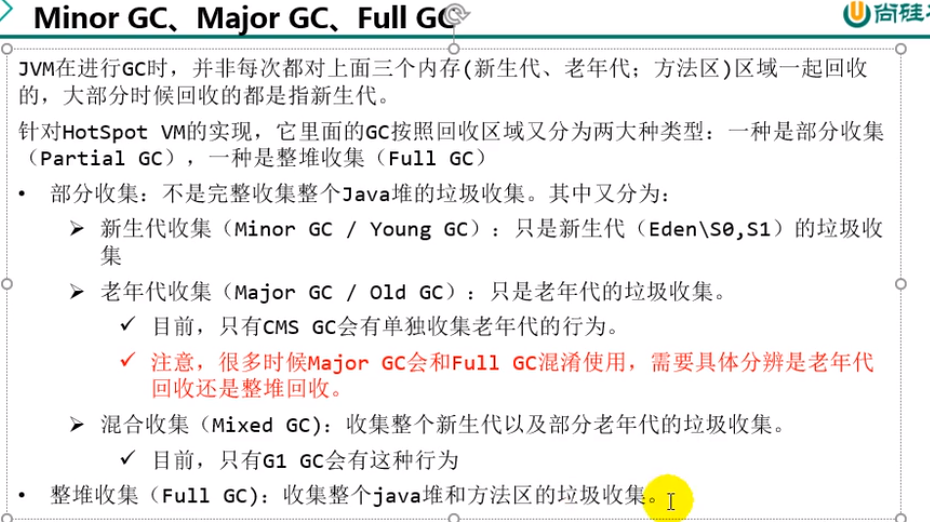 Minor GC、Major GC、Full GC
尚硅谷
JVM在进行GC时，并非每次都对上面三个内存(新生代、老年代；方法区)区域一起回收
的，大部分时候回收的都是指新生代。
针对HotSpot VM的实现，它里面的GC按照回收区域又分为两大种类型：一种是部分收集
（Partial GC），一种是整堆收集（Full GC）
• 部分收集：不是完整收集整个Java堆的垃圾收集。其中又分为：
➢ 新生代收集（Minor GC / Young GC）：只是新生代（Eden\S0,S1）的垃圾收
集
➢ 老年代收集（Major GC / Old GC）：只是老年代的垃圾收集。
✓ 目前，只有CMS GC会有单独收集老年代的行为。
✓ 注意，很多时候Major GC会和Full GC混淆使用，需要具体分辨是老年代
回收还是整堆回收。
➢ 混合收集（Mixed GC)：收集整个新生代以及部分老年代的垃圾收集。
✓ 目前，只有G1 GC会有这种行为
• 整堆收集（Full GC)：收集整个java堆和方法区的垃圾收集。